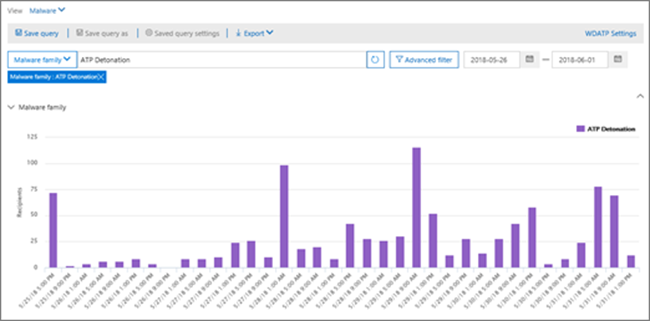 View Malware
Save query Save query as Saved query settings Export WDATP Settings
Malware family ATP Detonation Advanced filter 2018-05-26 — 2018-06-01
Malware family : ATP Detonation
Malware family
ATP Detonation
125
100
75
50
25
0
Recipients
5/25/18 5:00 PM
5/25/18 9:00 PM
5/26/18 1:00 AM
5/26/18 5:00 AM
5/26/18 9:00 AM
5/26/18 1:00 PM
5/26/18 5:00 PM
5/26/18 9:00 PM
5/27/18 1:00 AM
5/27/18 5:00 AM
5/27/18 9:00 AM
5/27/18 1:00 PM
5/27/18 5:00 PM
5/27/18 9:00 PM
5/28/18 1:00 AM
5/28/18 5:00 AM
5/28/18 9:00 AM
5/28/18 1:00 PM
5/28/18 5:00 PM
5/28/18 9:00 PM
5/29/18 1:00 AM
5/29/18 5:00 AM
5/29/18 9:00 AM
5/29/18 1:00 PM
5/29/18 5:00 PM
5/29/18 9:00 PM
5/30/18 1:00 AM
5/30/18 5:00 AM
5/30/18 9:00 AM
5/30/18 1:00 PM
5/30/18 5:00 PM
5/30/18 9:00 PM
5/31/18 1:00 AM
5/31/18 5:00 AM
5/31/18 9:00 AM
5/31/18 1:00 PM